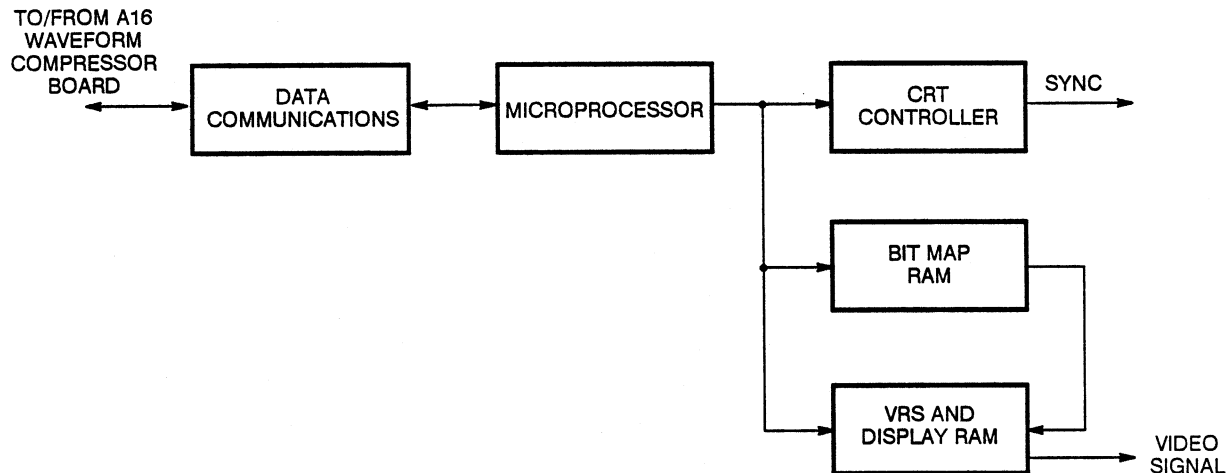 TO/FROM A16
WAVEFORM
COMPRESSOR
BOARD
DATA
COMMUNICATIONS
MICROPROCESSOR
CRT
CONTROLLER
SYNC
BIT MAP
RAM
VRS AND
DISPLAY RAM
VIDEO
SIGNAL